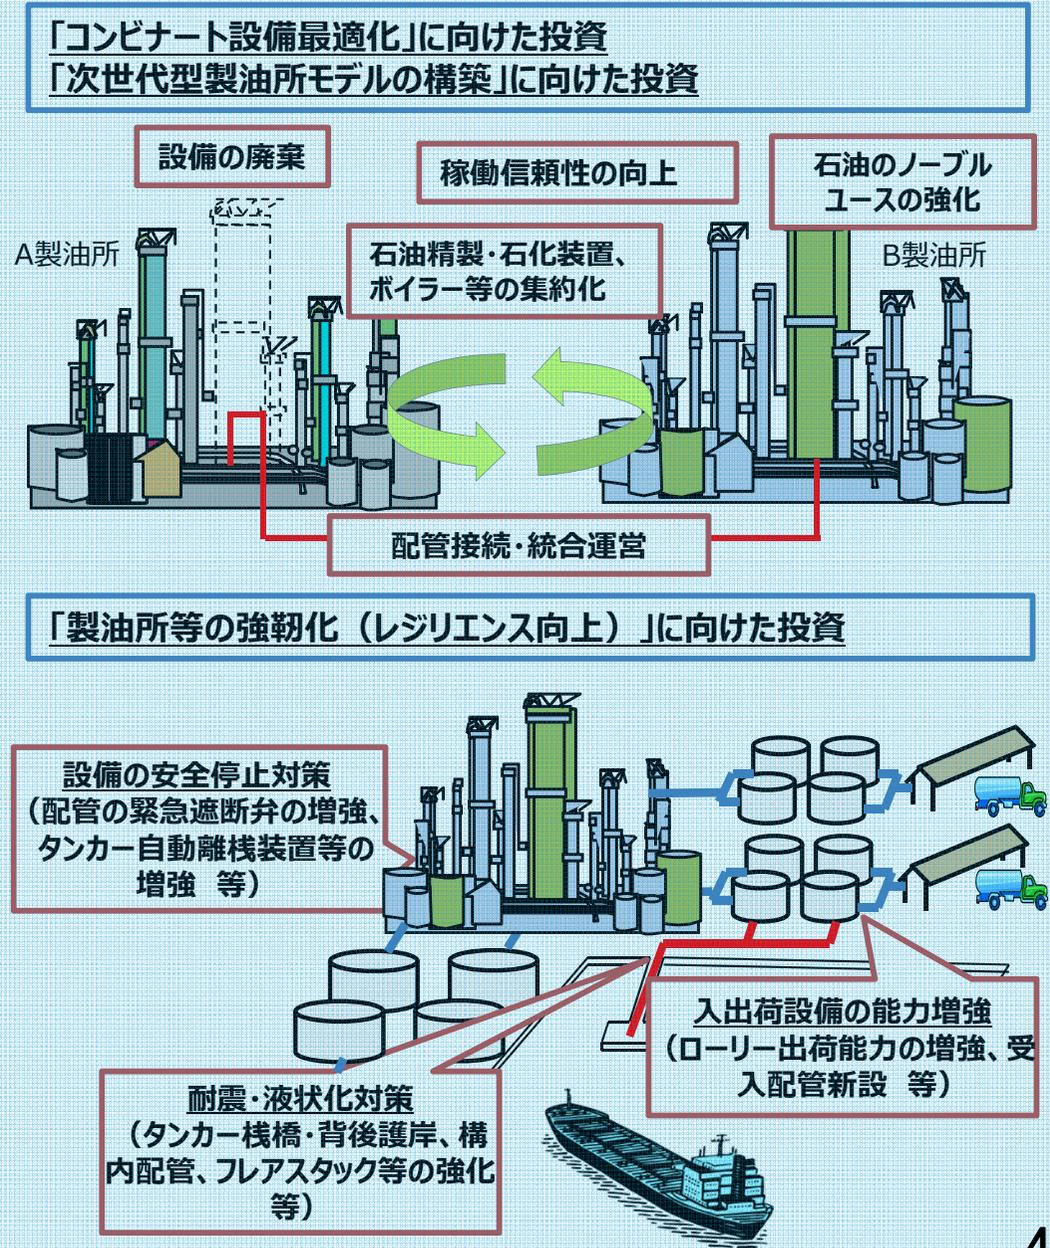 「コンビナート設備最適化」に向けた投資
「次世代型製油所モデルの構築」に向けた投資
設備の廃棄
稼働信頼性の向上
石油のノーブル
ユースの強化
A製油所
石油精製・石化装置、
ボイラー等の集約化
B製油所
配管接続・統合運営
「製油所等の強靭化（レジリエンス向上）」に向けた投資
設備の安全停止対策
（配管の緊急遮断弁の増強、
タンカー自動離桟装置等の
増強 等）
入出荷設備の能力増強
（ローリー出荷能力の増強、受
入配管新設 等）
耐震・液状化対策
（タンカー桟橋・背後護岸、構
内配管、フレアスタック等の強化
等）
4